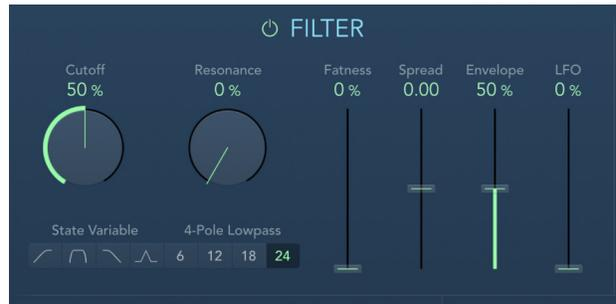 FILTER
Cutoff Resonance Fatness Spread Envelope LFO
50 % 0 % 0 % 0.00 50 % 0 %
State Variable 4-Pole Lowpass
6 12 18 24